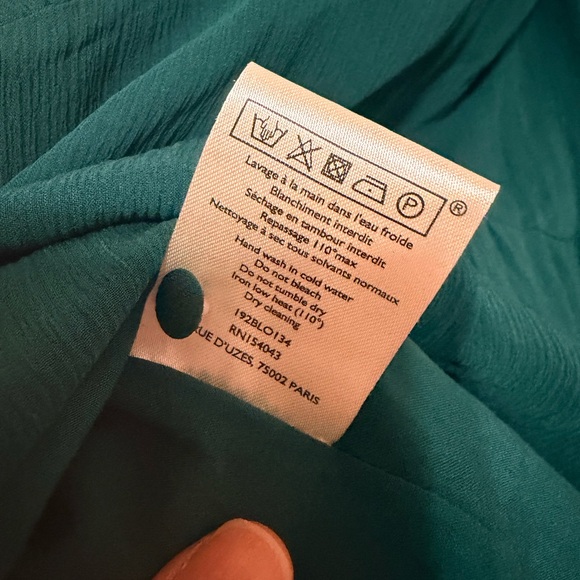 P ®
Lavage à la main dans l'eau froide
Blanchiment interdit
Séchage en tambour interdit
Repassage 110° max
Nettoyage à sec tous solvants normaux
Hand wash in cold water
Do not bleach
Do not tumble dry
Iron low heat (110°)
Dry cleaning
192BLO134
RN154043
RUE D'UZES, 75002 PARIS